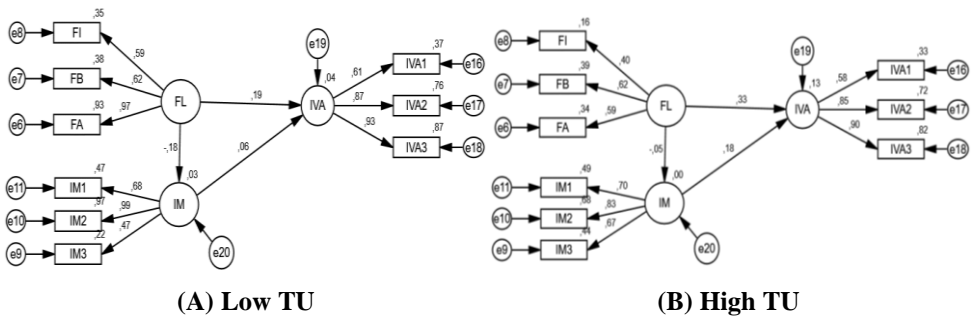 ,35
e8 FI
,59
,38
e7 FB
,62
,93
e6 FA
,97
FL
,19
e19
,04
IVA
,61
,37
IVA1 e16
,87
,76
IVA2 e17
,93
,87
IVA3 e18
-,18
,06
,03
IM
,47
e11 IM1
,68
,97
e10 IM2
,99
,22
e9 IM3
,47
e20
(A) Low TU
,16
e8 FI
,40
,39
e7 FB
,62
,34
e6 FA
,59
FL
,33
e19
,13
IVA
,58
,33
IVA1 e16
,85
,72
IVA2 e17
,90
,82
IVA3 e18
-,05
,18
,00
IM
,49
e11 IM1
,70
,68
e10 IM2
,83
,44
e9 IM3
,67
e20
(B) High TU